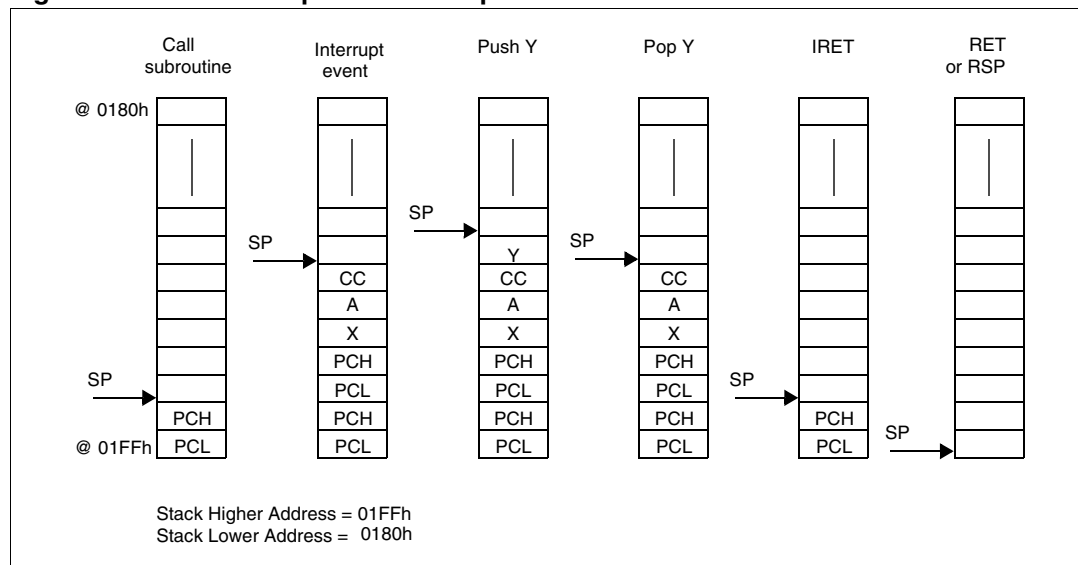 Call
subroutine
Interrupt
event
Push Y
Pop Y
IRET
RET
or RSP
@ 0180h
SP
SP
SP
Y
CC CC CC
A A A
X X X
PCH PCH PCH
SP
SP
PCL PCL PCL
PCH PCH PCH PCH PCH
SP
@ 01FFh PCL PCL PCL PCL PCL
Stack Higher Address = 01FFh
Stack Lower Address = 0180h